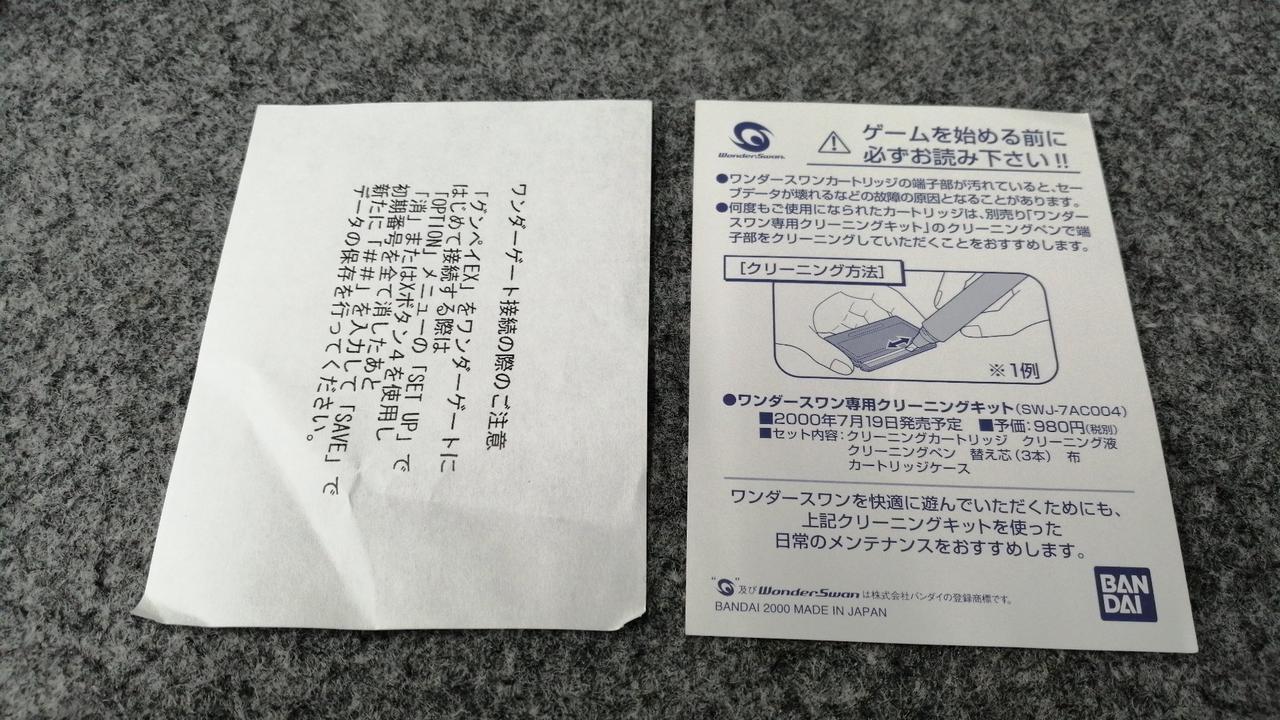 ワンダーゲート接続の際のご注意
「ゲンペイEX」をワンダーゲートに
はじめて接続する際は
「OPTION」メニューの「SET UP」で
「消」またはXボタン4を使用し
初期番号を全て消したあと
新たに「##」を入力して「SAVE」で
データの保存を行ってください。
WonderSwan.
ゲームを始める前に
必ずお読み下さい!!
●ワンダースワンカートリッジの端子部が汚れていると、セー
ブデータが壊れるなどの故障の原因となることがあります。
●何度もご使用になられたカートリッジは、別売り「ワンダー
スワン専用クリーニングキット」のクリーニングペンで端
子部をクリーニングしていただくことをおすすめします。
[クリーニング方法]
※1例
●ワンダースワン専用クリーニングキット(SWJ-7AC004)
■2000年7月19日発売予定 ■予価:980円(税別)
■セット内容:クリーニングカートリッジ クリーニング液
クリーニングペン 替え芯(3本) 布
カートリッジケース
ワンダースワンを快適に遊んでいただくためにも、
上記クリーニングキットを使った
日常のメンテナンスをおすすめします。
" "及びWonderSwanは株式会社バンダイの登録商標です。
BANDAI 2000 MADE IN JAPAN
BAN
DAI